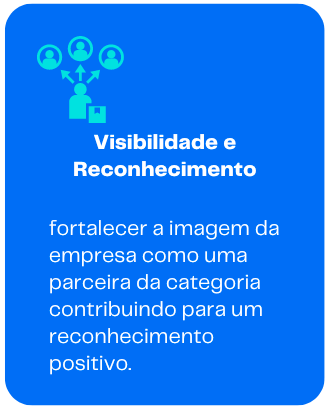 Visibilidade e
Reconhecimento
fortalecer a imagem da
empresa como uma
parceira da categoria
contribuindo para um
reconhecimento
positivo.